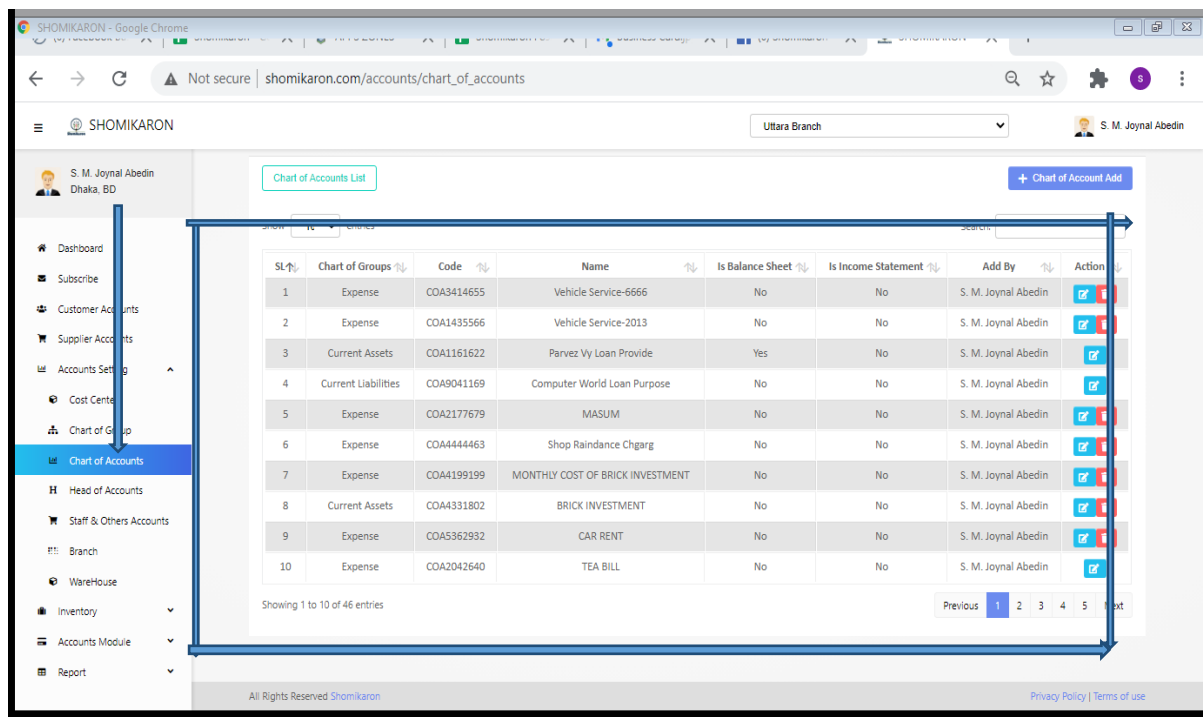 SHOMIKARON - Google Chrome
Not secure | shomikaron.com/accounts/chart_of_accounts
S
SHOMIKARON
Uttara Branch
S. M. Joynal Abedin
S. M. Joynal Abedin
Dhaka, BD
Dashboard
Subscribe
Customer Accounts
Supplier Accounts
Accounts Setting
Cost Center
Chart of Group
Chart of Accounts
H Head of Accounts
Staff & Others Accounts
Branch
WareHouse
Inventory
Accounts Module
Report
Chart of Accounts List
+ Chart of Account Add
Show entries
Search:
SL Chart of Groups Code Name Is Balance Sheet Is Income Statement Add By Action
1 Expense COA3414655 Vehicle Service-6666 No No S. M. Joynal Abedin
2 Expense COA1435566 Vehicle Service-2013 No No S. M. Joynal Abedin
3 Current Assets COA1161622 Parvez Vy Loan Provide Yes No S. M. Joynal Abedin
4 Current Liabilities COA9041169 Computer World Loan Purpose No No S. M. Joynal Abedin
5 Expense COA2177679 MASUM No No S. M. Joynal Abedin
6 Expense COA4444463 Shop Raindance Chgarg No No S. M. Joynal Abedin
7 Expense COA4199199 MONTHLY COST OF BRICK INVESTMENT No No S. M. Joynal Abedin
8 Current Assets COA4331802 BRICK INVESTMENT No No S. M. Joynal Abedin
9 Expense COA5362932 CAR RENT No No S. M. Joynal Abedin
10 Expense COA2042640 TEA BILL No No S. M. Joynal Abedin
Showing 1 to 10 of 46 entries
Previous 1 2 3 4 5 Next
All Rights Reserved Shomikaron
Privacy Policy | Terms of use